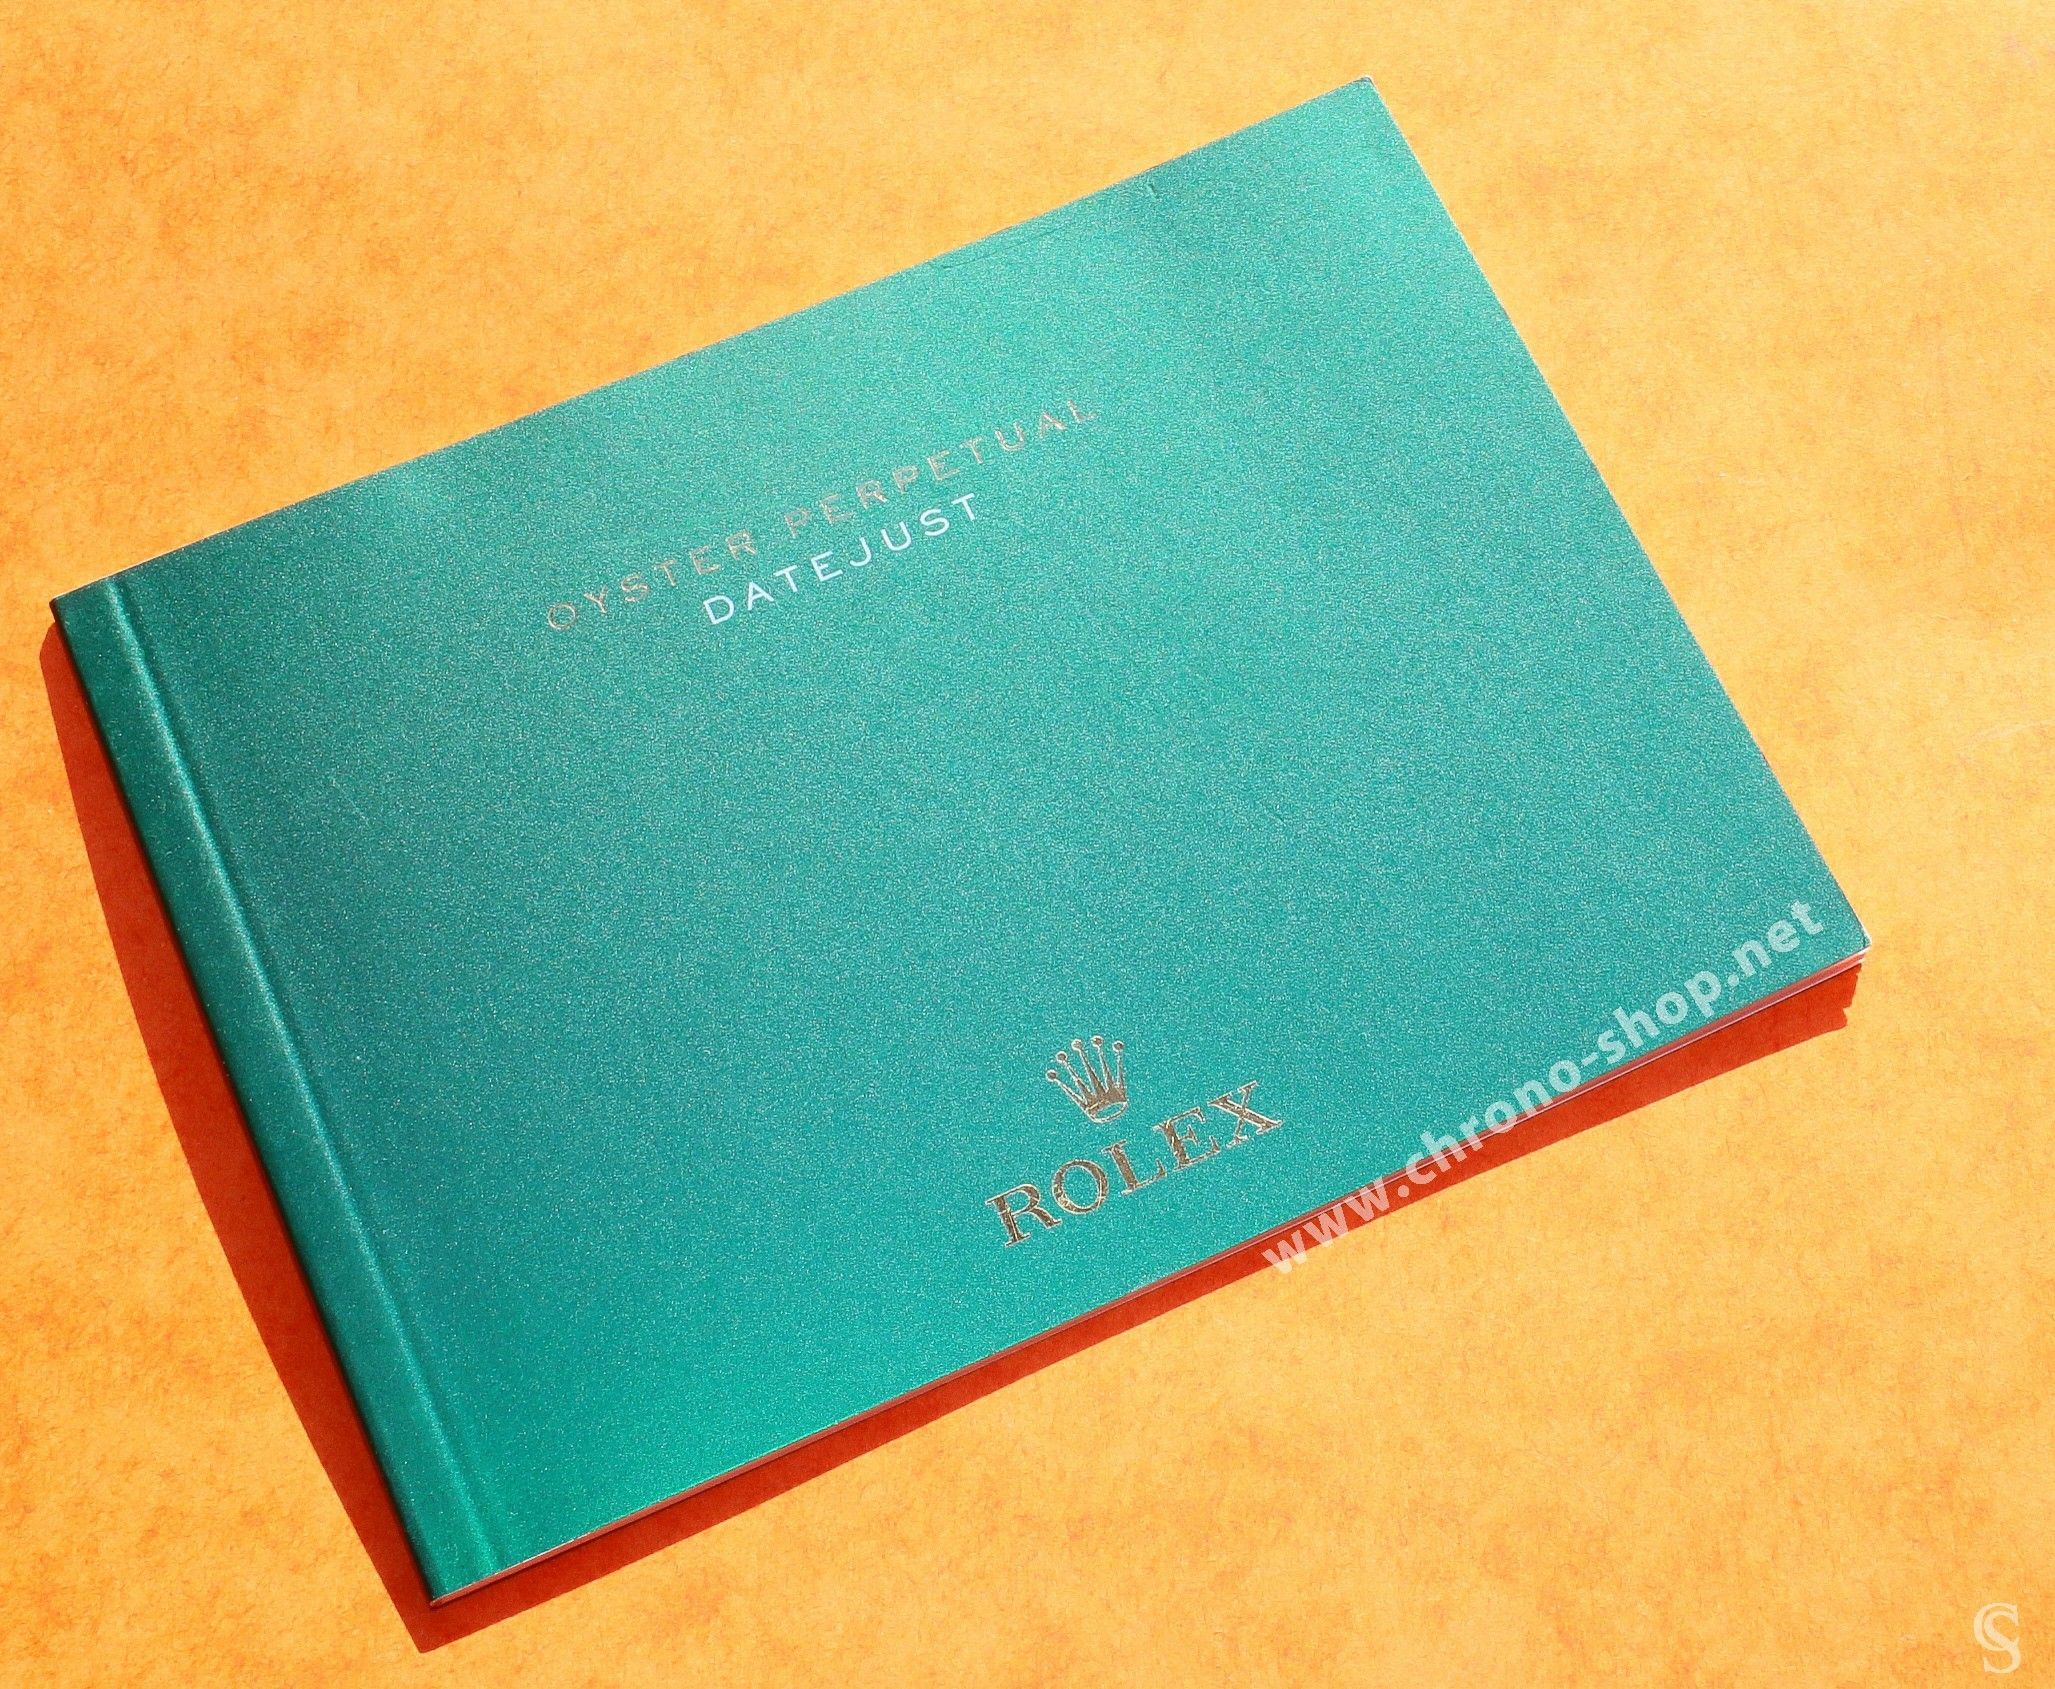 OYSTER PERPETUAL
DATEJUST
ROLEX
www.chrono-shop.net